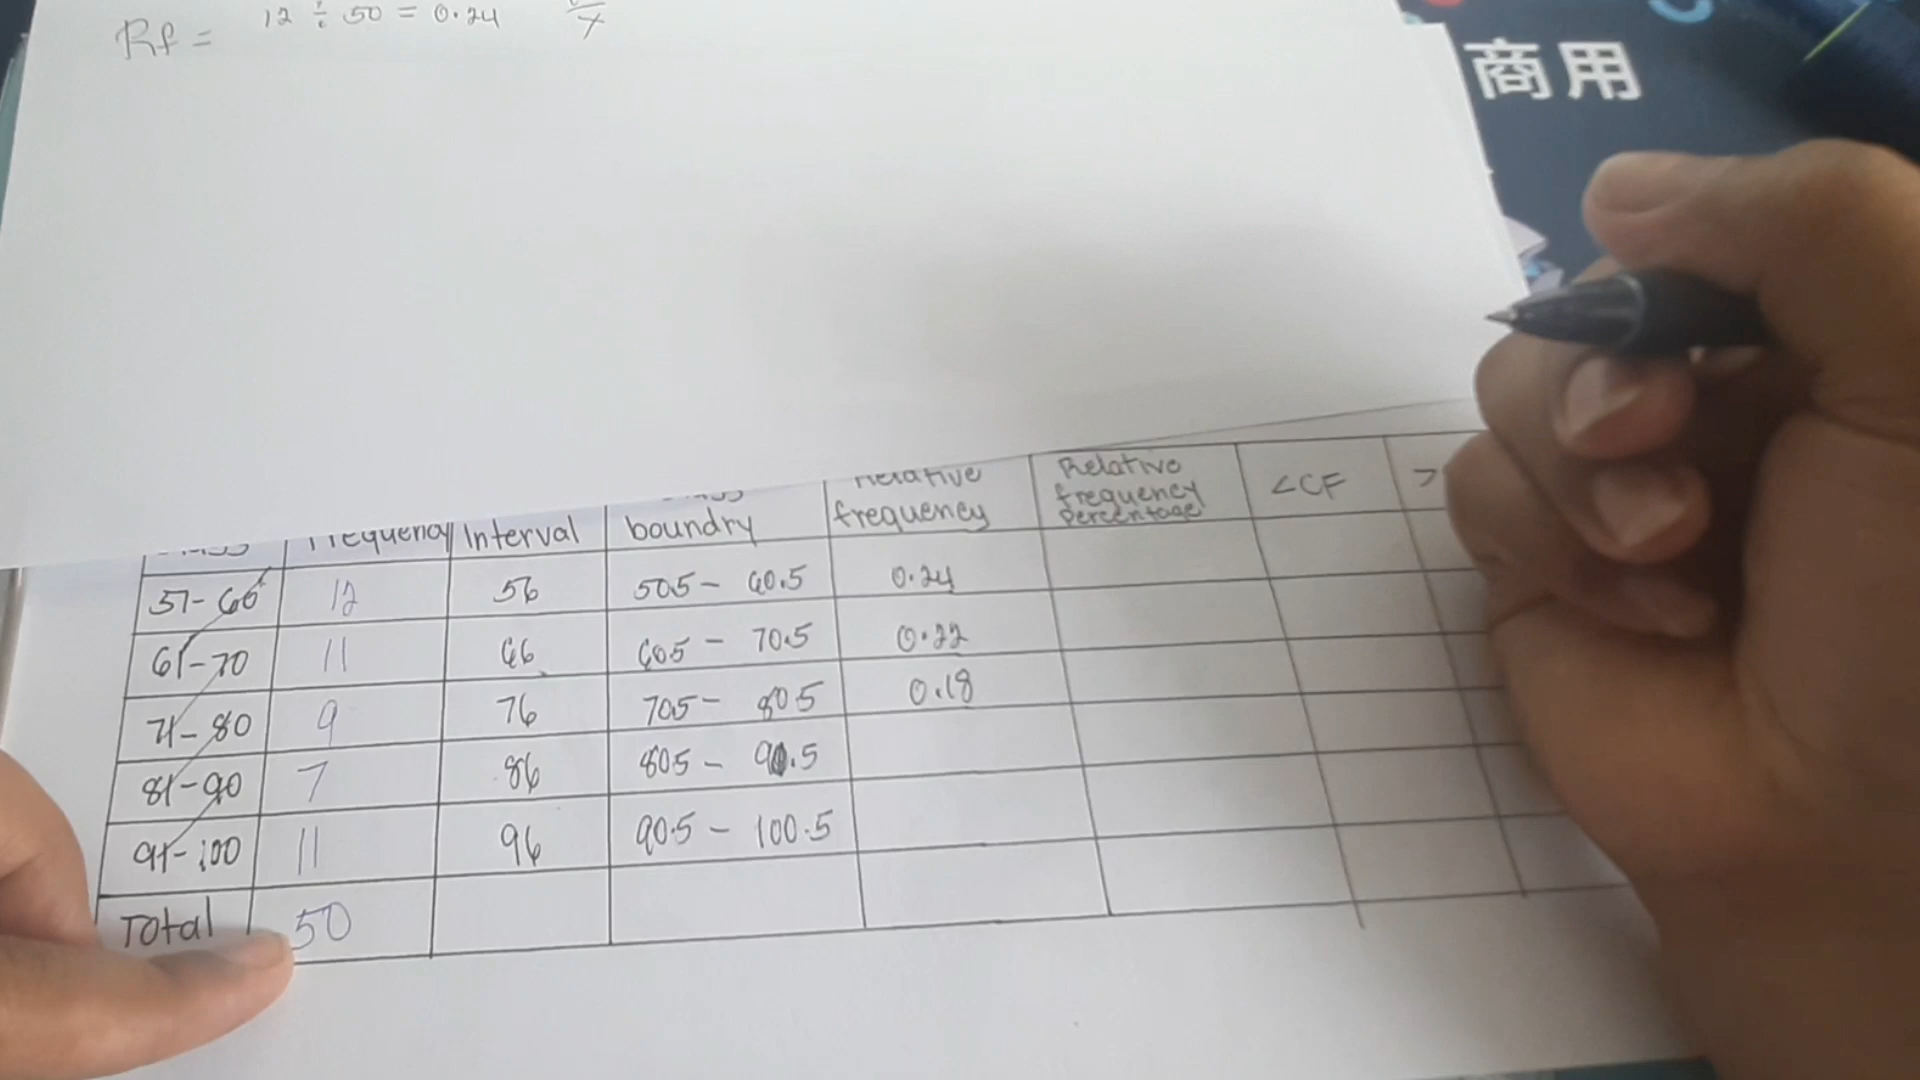 Rf = 12 ÷ 50 = 0.24
商用
Frequency Interval boundry Relative frequency Relative frequency percentage <CF >
51-60 12 56 50.5 - 60.5 0.24
61-70 11 66 60.5 - 70.5 0.22
71-80 9 76 70.5 - 80.5 0.18
81-90 7 86 80.5 - 90.5
91-100 11 96 90.5 - 100.5
Total 50